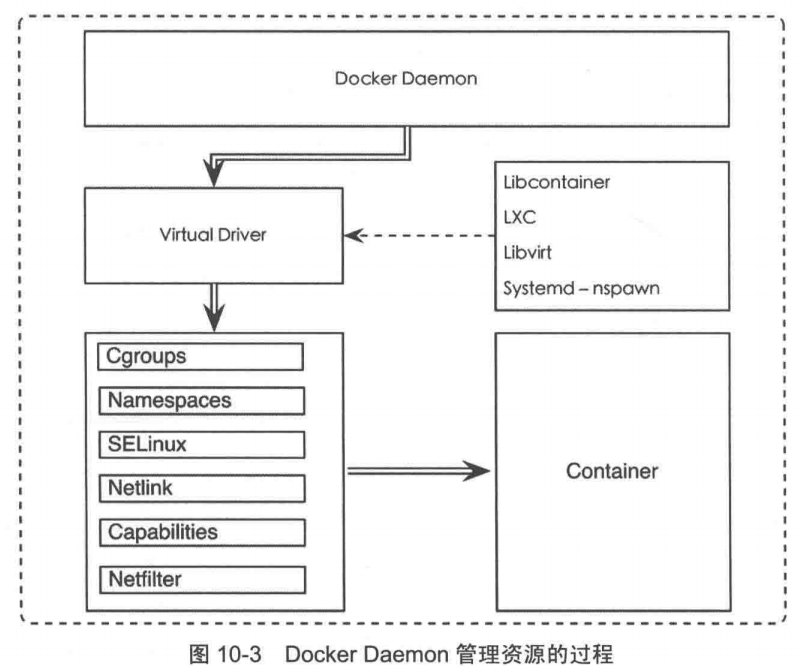 Docker Daemon
Virtual Driver
Libcontainer
LXC
Libvirt
Systemd – nspawn
Cgroups
Namespaces
SELinux
Netlink
Capabilities
Netfilter
Container
图 10-3 Docker Daemon 管理资源的过程